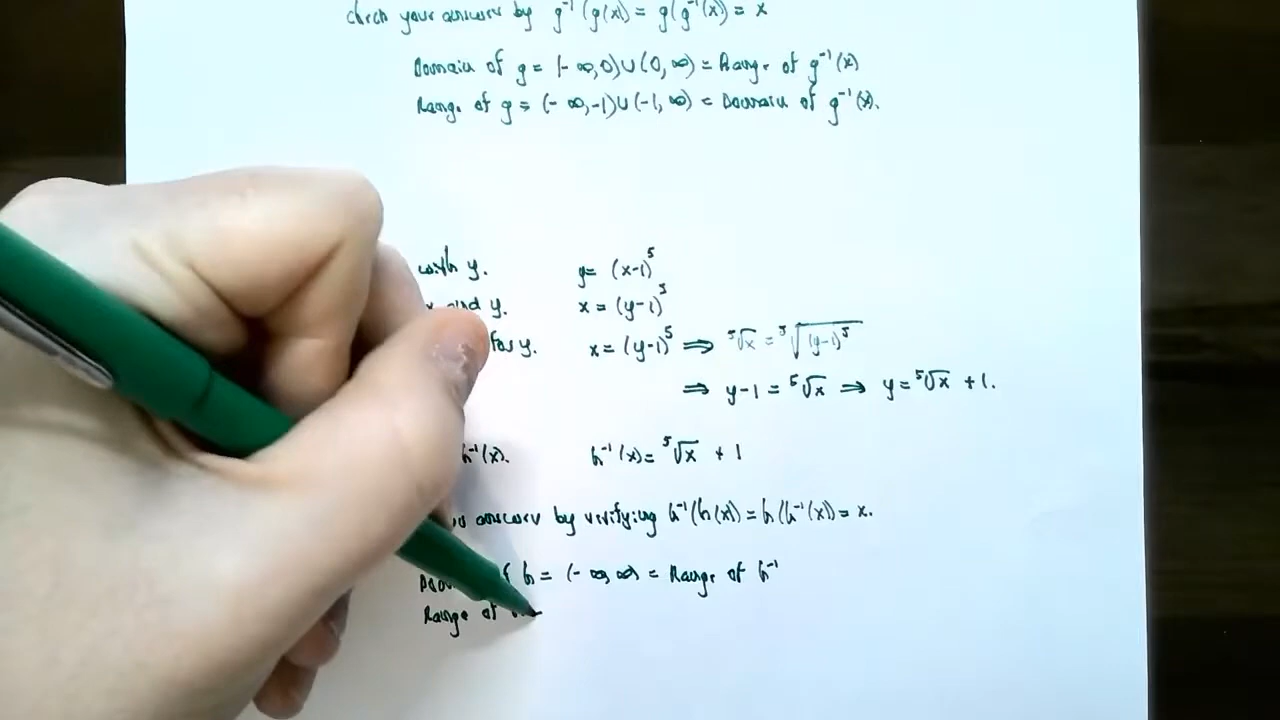 check your answer by g⁻¹(g(x)) = g(g⁻¹(x)) = x
Domain of g = (-∞,0)∪(0,∞) = Range of g⁻¹(x)
Range of g = (-∞,-1)∪(-1,∞) = Domain of g⁻¹(x).
with y. y = (x-1)⁵
x and y. x = (y-1)⁵
for y. x = (y-1)⁵ ⇒ ⁵√x = ⁵√(y-1)⁵
⇒ y-1 = ⁵√x ⇒ y = ⁵√x + 1.
h⁻¹(x). h⁻¹(x) = ⁵√x + 1
answer by verifying h⁻¹(h(x)) = h(h⁻¹(x)) = x.
h = (-∞,∞) = Range of h⁻¹
Range of